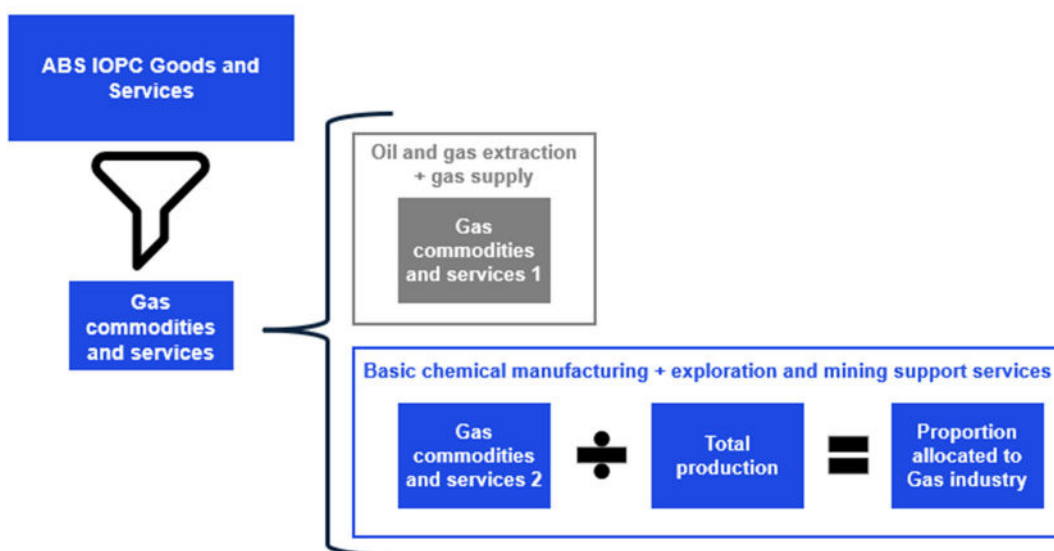 ABS IOPC Goods and
Services
Oil and gas extraction
+ gas supply
Gas
commodities
and services 1
Gas
commodities
and services
Basic chemical manufacturing + exploration and mining support services
Gas
commodities
and services 2
Total
production
Proportion
allocated to
Gas industry